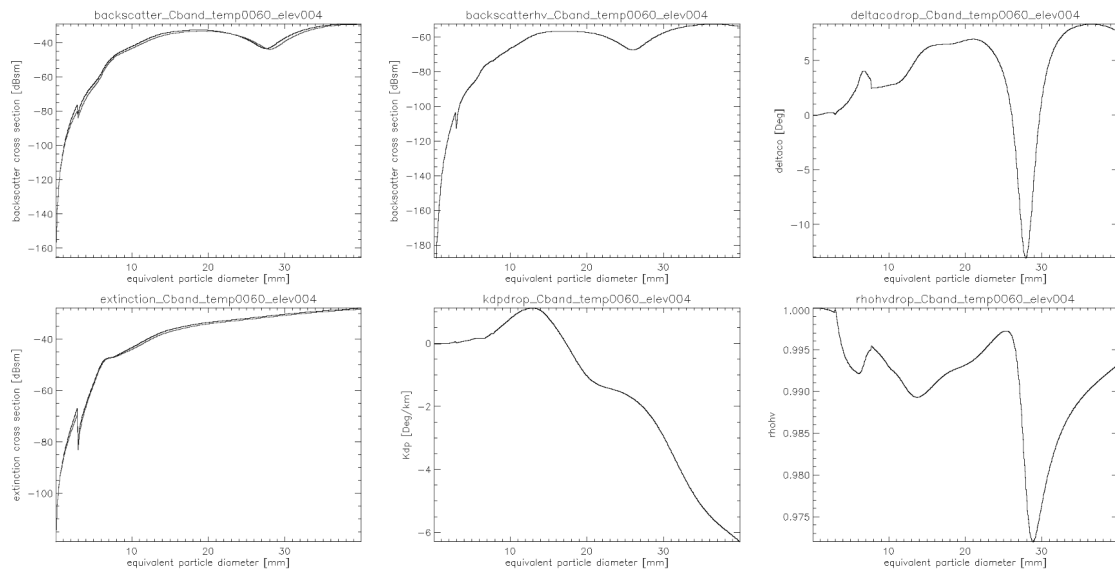 backscatter_Cband_temp0060_elev004
backscatter cross section [dBsm]
-40
-60
-80
-100
-120
-140
-160
10
20
30
equivalent particle diameter [mm]
backscatterhv_Cband_temp0060_elev004
backscatter cross section [dBsm]
-60
-80
-100
-120
-140
-160
-180
10
20
30
equivalent particle diameter [mm]
deltacodrop_Cband_temp0060_elev004
deltaco [Deg]
5
0
-5
-10
10
20
30
equivalent particle diameter [mm]
extinction_Cband_temp0060_elev004
extinction cross section [dBsm]
-40
-60
-80
-100
10
20
30
equivalent particle diameter [mm]
kdpdrop_Cband_temp0060_elev004
Kdp [Deg/km]
0
-2
-4
-6
10
20
30
equivalent particle diameter [mm]
rhohvdrop_Cband_temp0060_elev004
rhohv
1.000
0.995
0.990
0.985
0.980
0.975
10
20
30
equivalent particle diameter [mm]